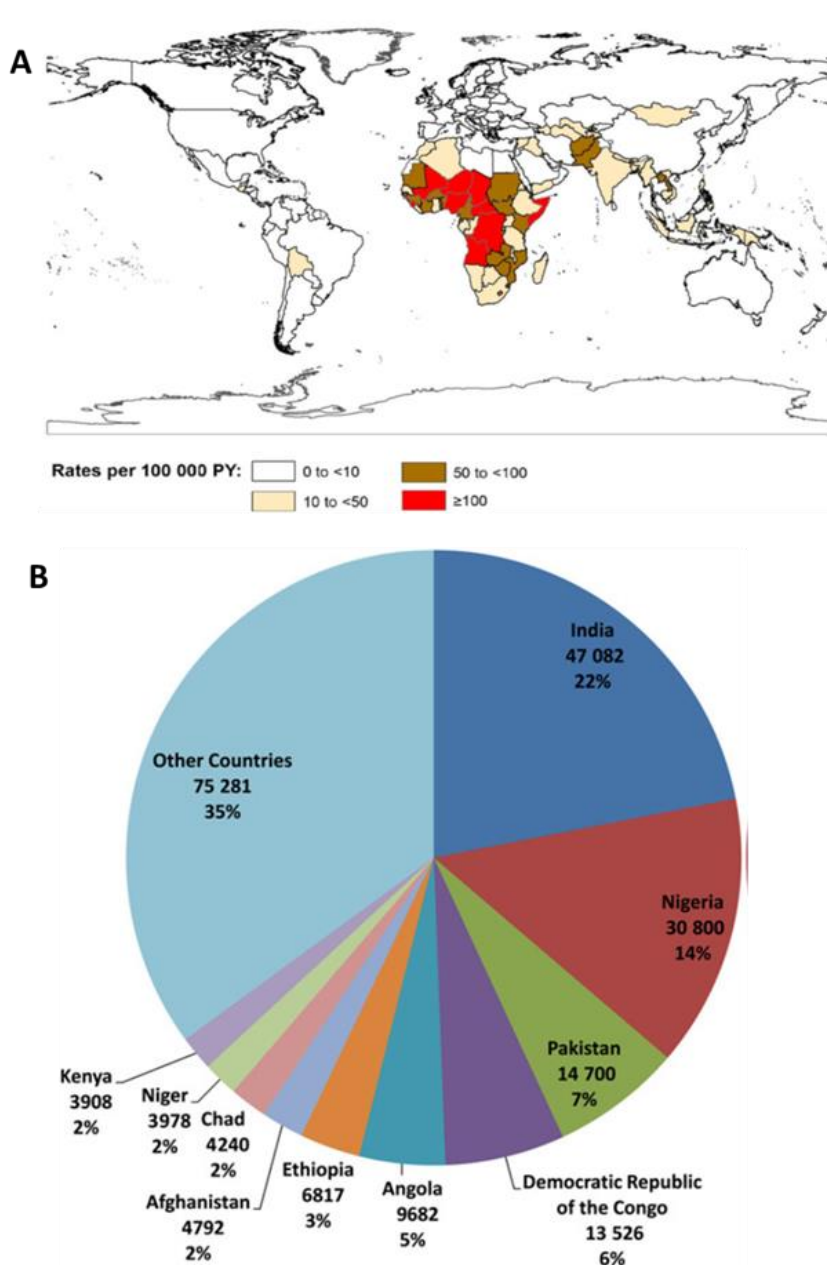 A
Rates per 100 000 PY:
0 to <10
50 to <100
10 to <50
≥100
B
India
47 082
22%
Nigeria
30 800
14%
Pakistan
14 700
7%
Democratic Republic
of the Congo
13 526
6%
Angola
9682
5%
Ethiopia
6817
3%
Afghanistan
4792
2%
Chad
4240
2%
Niger
3978
2%
Kenya
3908
2%
Other Countries
75 281
35%